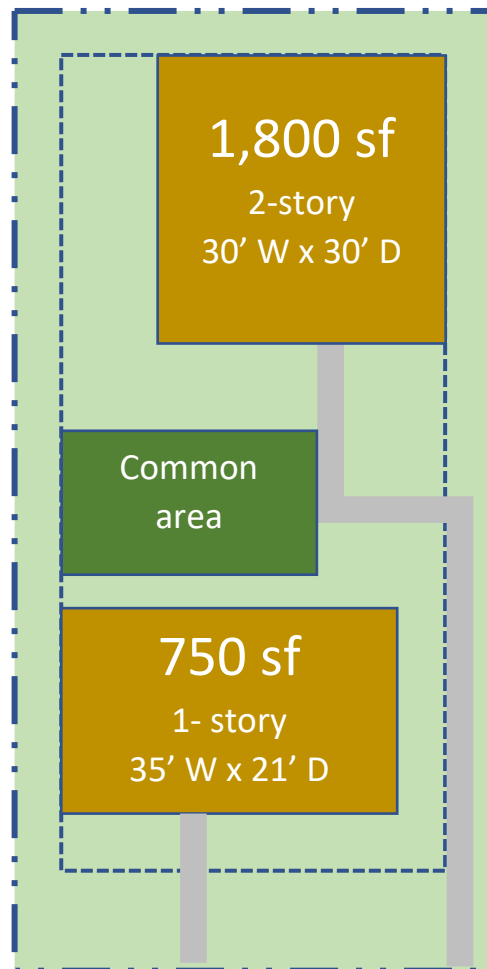 1,800 sf
2-story
30’ W x 30’ D
Common
area
750 sf
1- story
35’ W x 21’ D